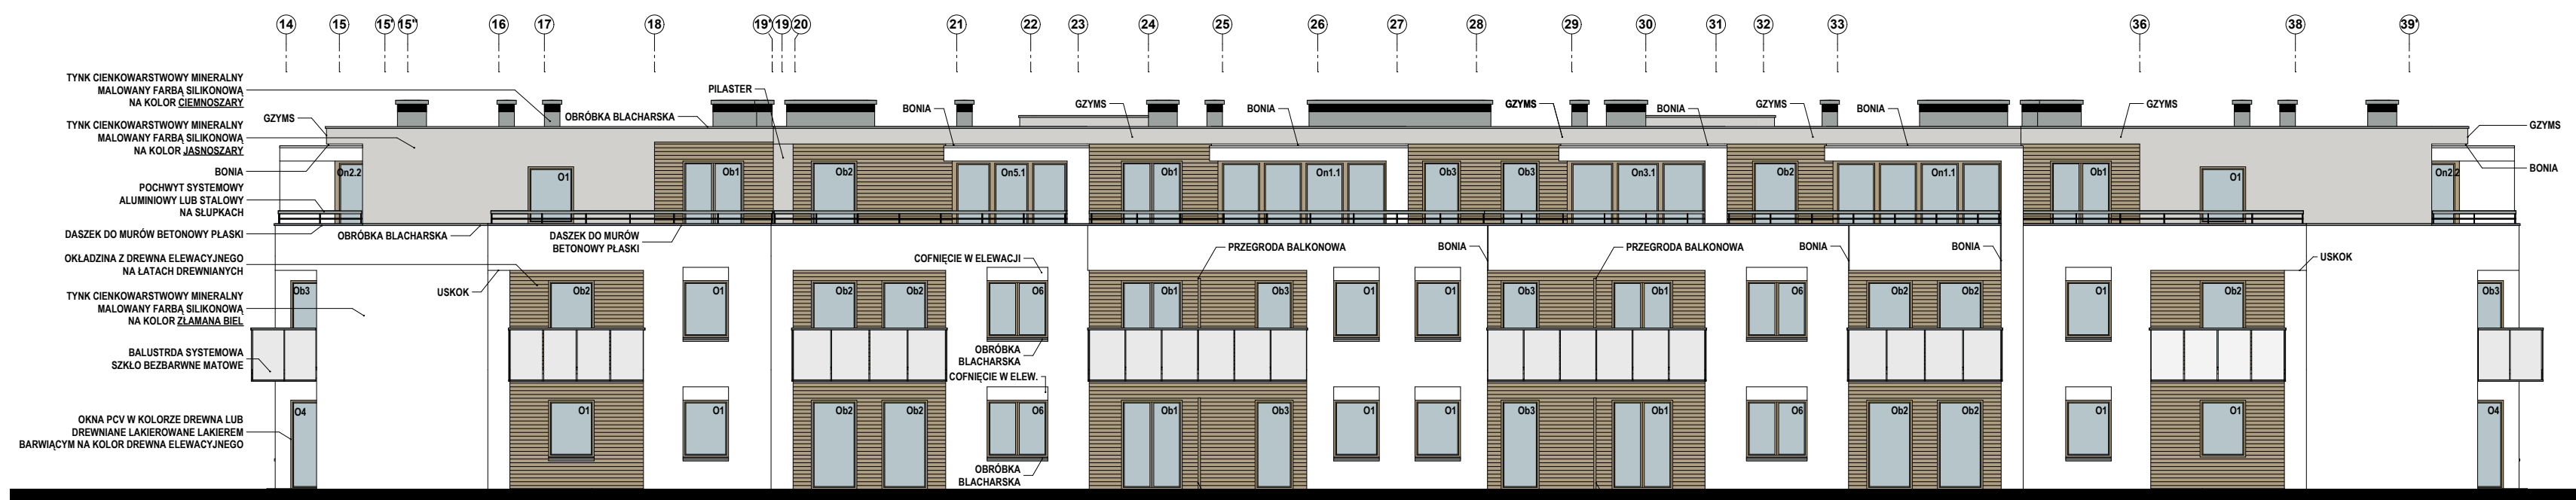 14 15 15' 15" 16 17 18 19' 19 20 21 22 23 24 25 26 27 28 29 30 31 32 33 36 38 39'
TYNK CIENKOWARSTWOWY MINERALNY
MALOWANY FARBĄ SILIKONOWĄ
NA KOLOR CIEMNOSZARY
PILASTER
BONIA
GZYMS
BONIA
GZYMS
BONIA
GZYMS
BONIA
GZYMS
GZYMS
OBRÓBKA BLACHARSKA
TYNK CIENKOWARSTWOWY MINERALNY
MALOWANY FARBĄ SILIKONOWĄ
NA KOLOR JASNOSZARY
GZYMS
BONIA
BONIA
On2.2 O1 Ob1 Ob2 On5.1 Ob1 On1.1 Ob3 Ob3 On3.1 Ob2 On1.1 Ob1 O1 On2.2
POCHWYT SYSTEMOWY
ALUMINIOWY LUB STALOWY
NA SŁUPKACH
DASZEK DO MURÓW BETONOWY PŁASKI
OBRÓBKA BLACHARSKA
DASZEK DO MURÓW
BETONOWY PŁASKI
PRZEGRODA BALKONOWA
BONIA
PRZEGRODA BALKONOWA
BONIA
BONIA
OKŁADZINA Z DREWNA ELEWACYJNEGO
NA ŁATACH DREWNIANYCH
COFNIĘCIE W ELEWACJI
USKOK
USKOK
TYNK CIENKOWARSTWOWY MINERALNY
MALOWANY FARBĄ SILIKONOWĄ
NA KOLOR ZŁAMANA BIEL
Ob3 Ob2 O1 Ob2 Ob2 O6 Ob1 Ob3 O1 O1 Ob3 Ob1 O6 Ob2 Ob2 O1 Ob2 Ob3
BALUSTRDA SYSTEMOWA
SZKŁO BEZBARWNE MATOWE
OBRÓBKA
BLACHARSKA
COFNIĘCIE W ELEW.
O4 O1 O1 Ob2 Ob2 O6 Ob1 Ob3 O1 O1 Ob3 Ob1 O6 Ob2 Ob2 O1 O1 O4
OKNA PCV W KOLORZE DREWNA LUB
DREWNIANE LAKIEROWANE LAKIEREM
BARWIĄCYM NA KOLOR DREWNA ELEWACYJNEGO
OBRÓBKA
BLACHARSKA